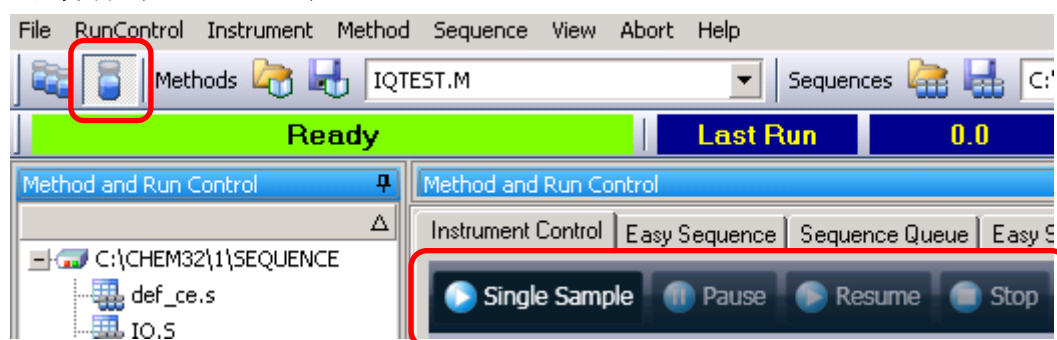 File RunControl Instrument Method Sequence View Abort Help
Methods IQTEST.M Sequences C:\
Ready Last Run 0.0
Method and Run Control Method and Run Control
Instrument Control Easy Sequence Sequence Queue Easy S
C:\CHEM32\1\SEQUENCE
Single Sample Pause Resume Stop
def_ce.s